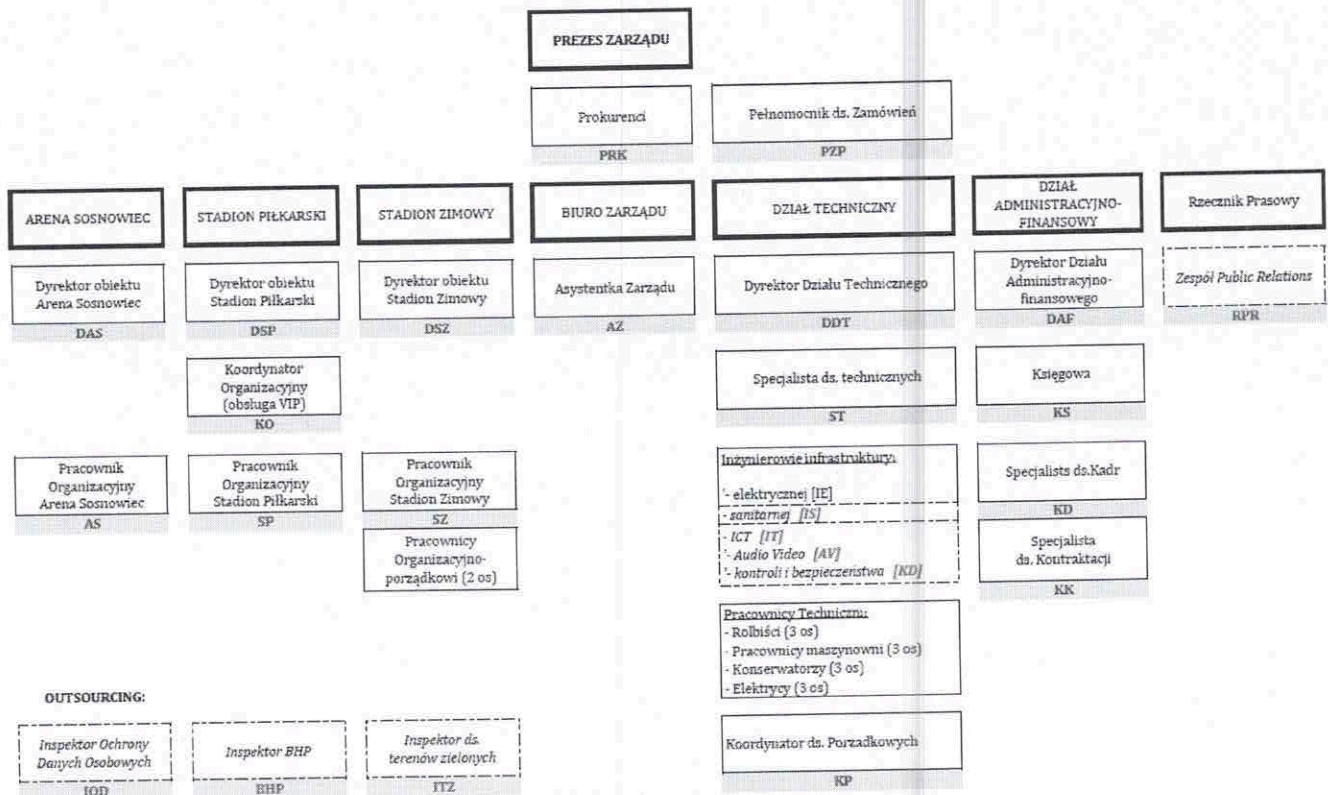 PREZES ZARZĄDU
Prokurenci
PRK
Pełnomocnik ds. Zamówień
PZP
ARENA SOSNOWIEC
STADION PIŁKARSKI
STADION ZIMOWY
BIURO ZARZĄDU
DZIAŁ TECHNICZNY
DZIAŁ
ADMINISTRACYJNO-
FINANSOWY
Rzecznik Prasowy
Dyrektor obiektu
Arena Sosnowiec
DAS
Dyrektor obiektu
Stadion Piłkarski
DSP
Dyrektor obiektu
Stadion Zimowy
DSZ
Asystentka Zarządu
AZ
Dyrektor Działu Technicznego
DDT
Dyrektor Działu
Administracyjno-
finansowego
DAF
Zespół Public Relations
RPR
Koordynator
Organizacyjny
(obsługa VIP)
KO
Specjalista ds. technicznych
ST
Księgowa
KS
Pracownik
Organizacyjny
Arena Sosnowiec
AS
Pracownik
Organizacyjny
Stadion Piłkarski
SP
Pracownik
Organizacyjny
Stadion Zimowy
SZ
Pracownicy
Organizacyjno-
porządkowi (2 os)
Inżynierowie infrastruktury:
'- elektrycznej [IE]
- sanitarnej [IS]
- ICT [IT]
'- Audio Video [AV]
'- kontroli i bezpieczeństwa [KD]
Specjalists ds.Kadr
KD
Specjalista
ds. Kontraktacji
KK
Pracownicy Techniczni:
- Rolbiści (3 os)
- Pracownicy maszynowni (3 os)
- Konserwatorzy (3 os)
- Elektrycy (3 os)
Koordynator ds. Porzadkowych
KP
OUTSOURCING:
Inspektor Ochrony
Danych Osobowych
IOD
Inspektor BHP
BHP
Inspektor ds.
terenów zielonych
ITZ